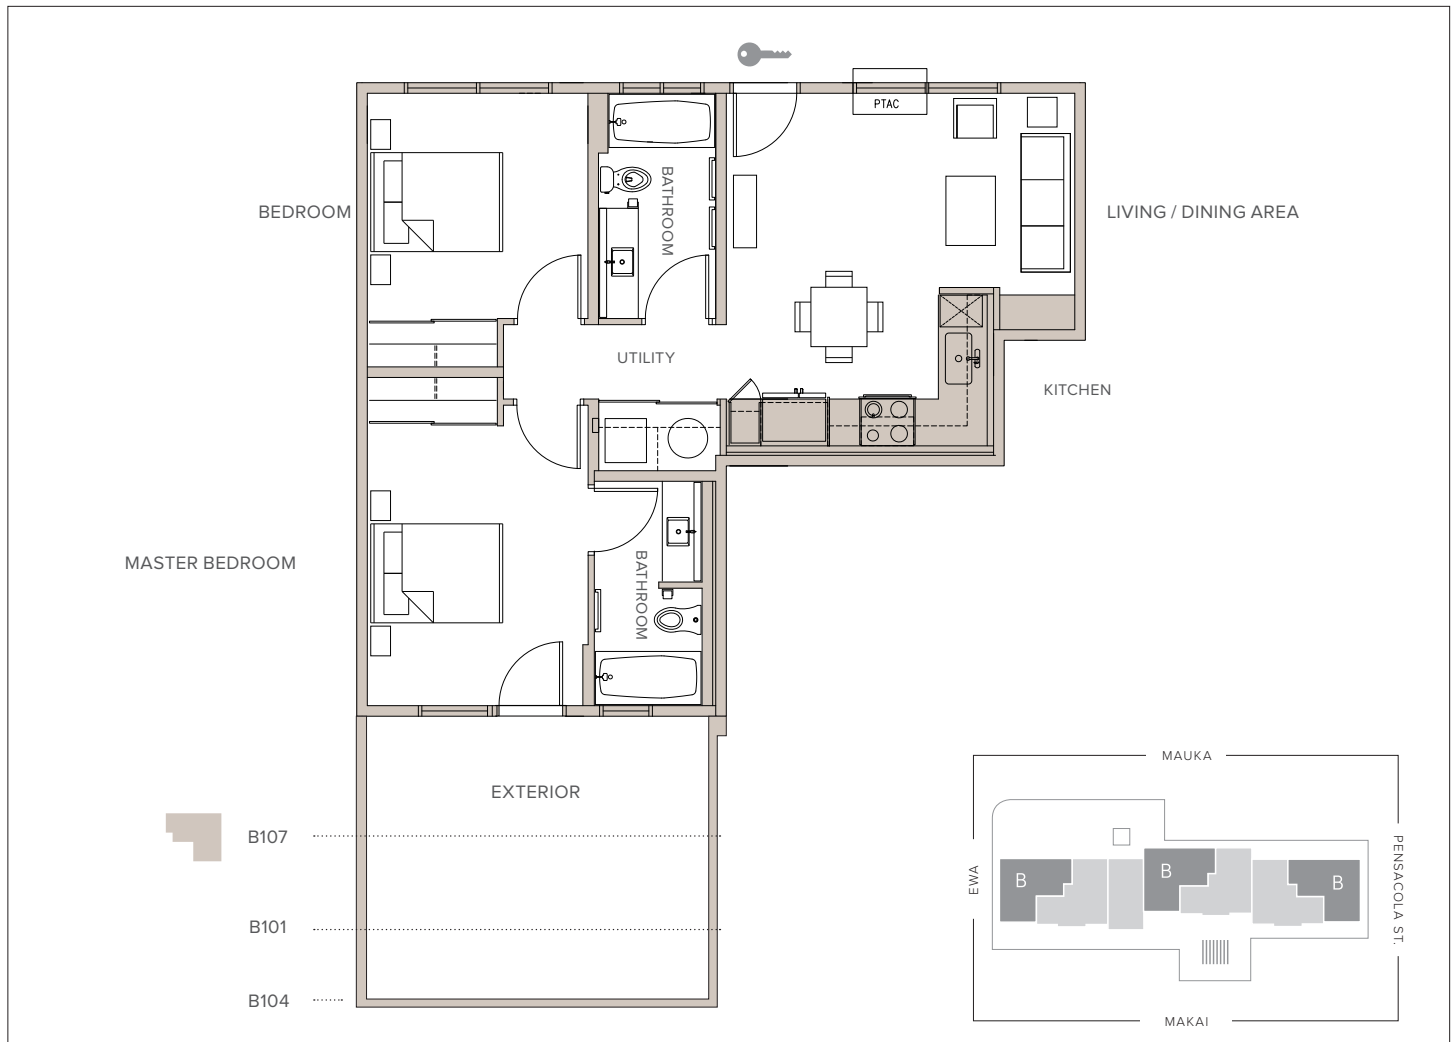 PTAC
BEDROOM
BATHROOM
LIVING / DINING AREA
UTILITY
KITCHEN
MASTER BEDROOM
BATHROOM
EXTERIOR
B107
B101
B104
MAUKA
EWA
B
B
B
PENSACOLA ST.
MAKAI